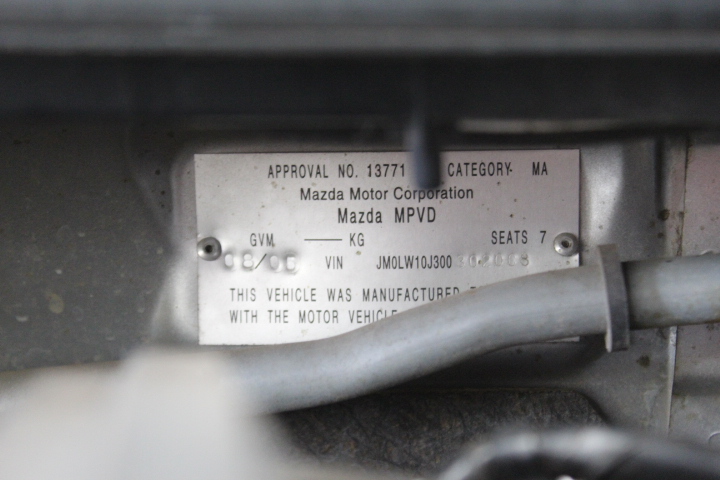 APPROVAL NO. 13771 CATEGORY MA
Mazda Motor Corporation
Mazda MPVD
GVM —— KG SEATS 7
VIN JM0LW10J300
THIS VEHICLE WAS MANUFACTURED
WITH THE MOTOR VEHICLE